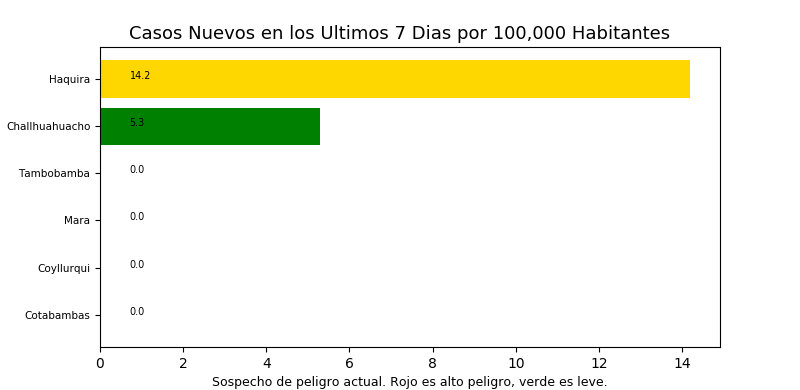 Casos Nuevos en los Ultimos 7 Dias por 100,000 Habitantes
Haquira 14.2
Challhuahuacho 5.3
Tambobamba 0.0
Mara 0.0
Coyllurqui 0.0
Cotabambas 0.0
0 2 4 6 8 10 12 14
Sospecho de peligro actual. Rojo es alto peligro, verde es leve.